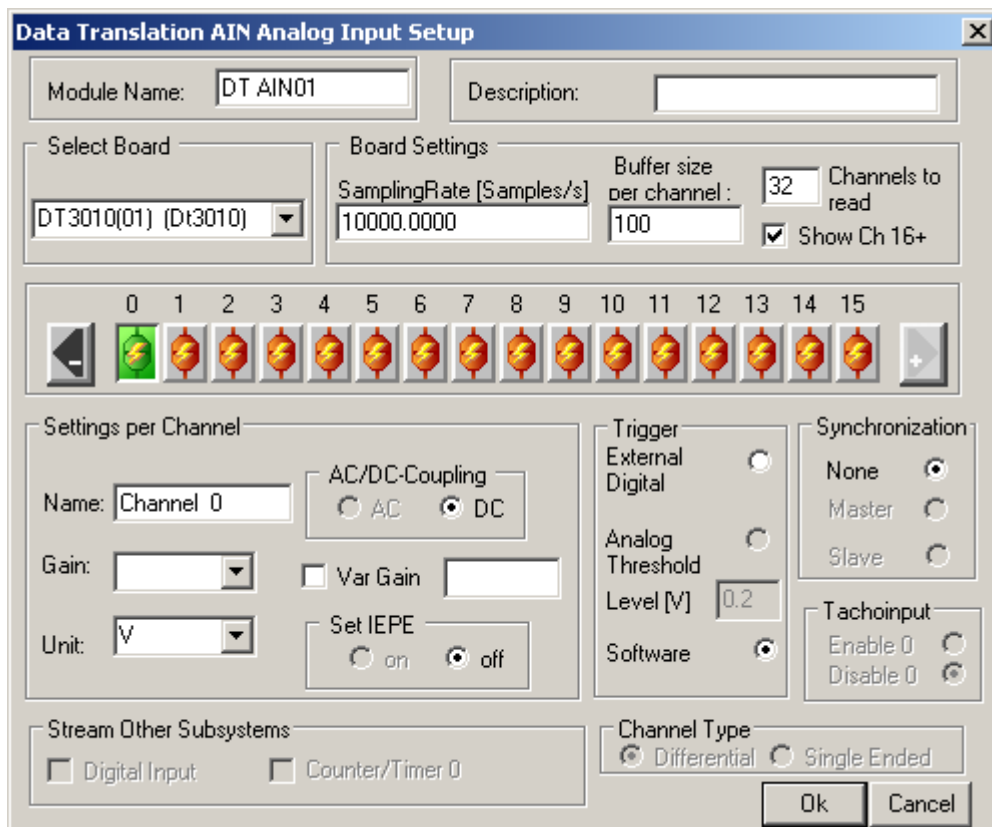 Data Translation AIN Analog Input Setup
Module Name: DT AIN01
Description:
Select Board
DT3010(01) (Dt3010)
Board Settings
SamplingRate [Samples/s]
10000.0000
Buffer size
per channel :
100
32 Channels to
read
Show Ch 16+
0 1 2 3 4 5 6 7 8 9 10 11 12 13 14 15
- +
Settings per Channel
Name: Channel 0
Gain:
Unit: V
AC/DC-Coupling
AC DC
Var Gain
Set IEPE
on off
Trigger
External
Digital
Analog
Threshold
Level [V] 0.2
Software
Synchronization
None
Master
Slave
Tachoinput
Enable 0
Disable 0
Stream Other Subsystems
Digital Input Counter/Timer 0
Channel Type
Differential Single Ended
Ok Cancel